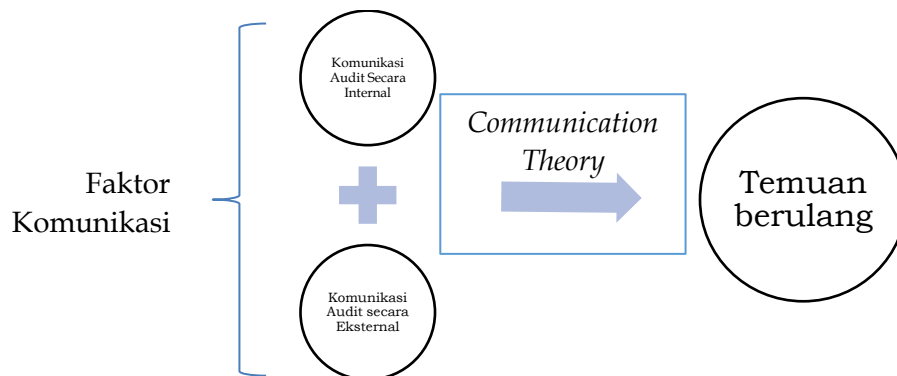 Faktor
Komunikasi
Komunikasi
Audit Secara
Internal
Komunikasi
Audit secara
Eksternal
Communication
Theory
Temuan
berulang